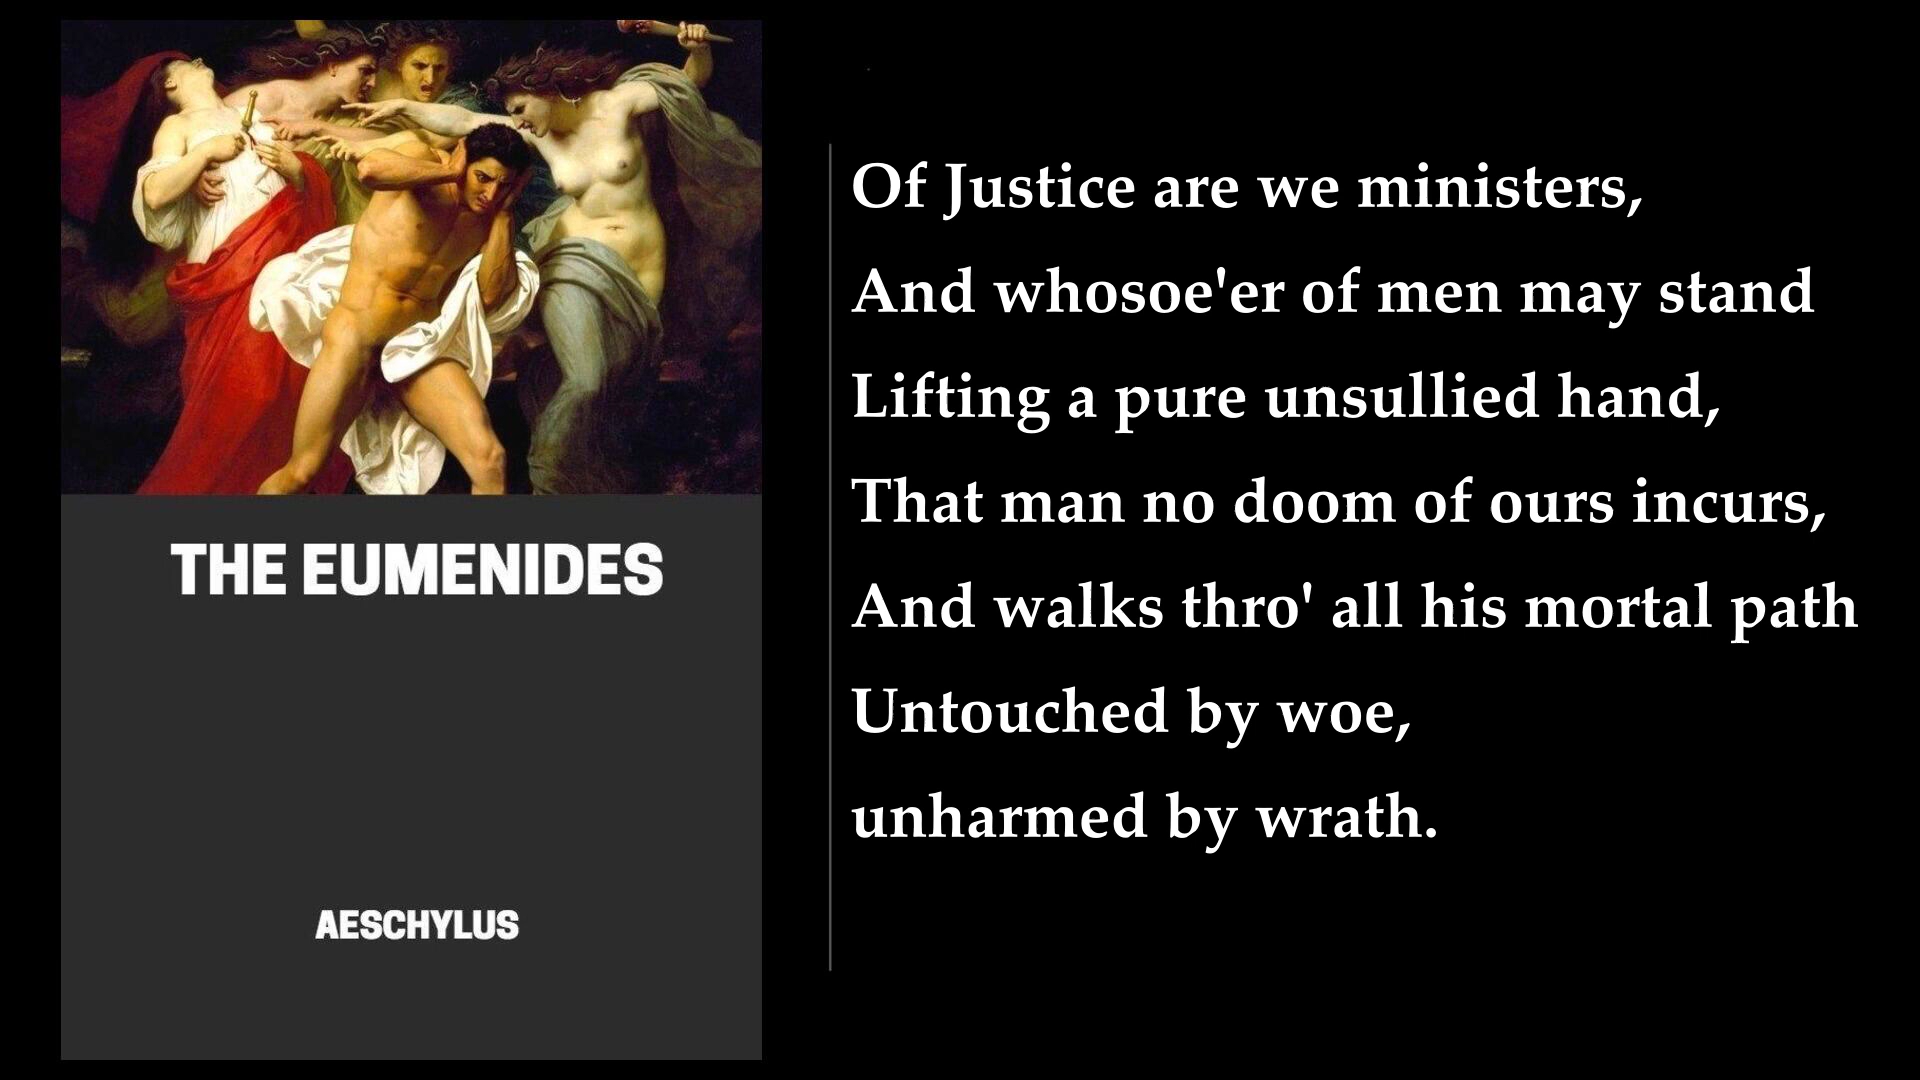 THE EUMENIDES
AESCHYLUS
Of Justice are we ministers,
And whosoe'er of men may stand
Lifting a pure unsullied hand,
That man no doom of ours incurs,
And walks thro' all his mortal path
Untouched by woe,
unharmed by wrath.